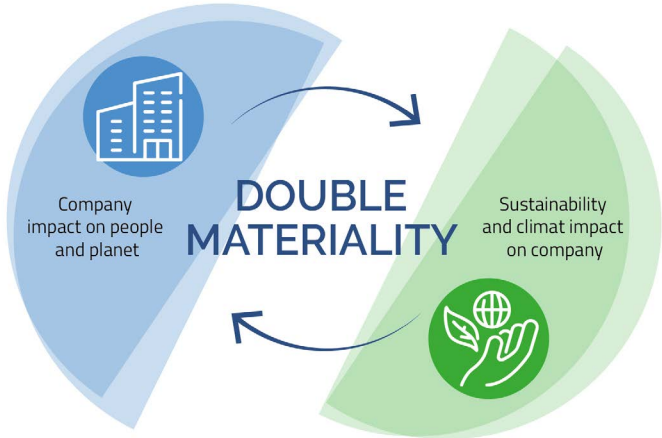 Company
impact on people
and planet
DOUBLE
MATERIALITY
Sustainability
and climat impact
on company